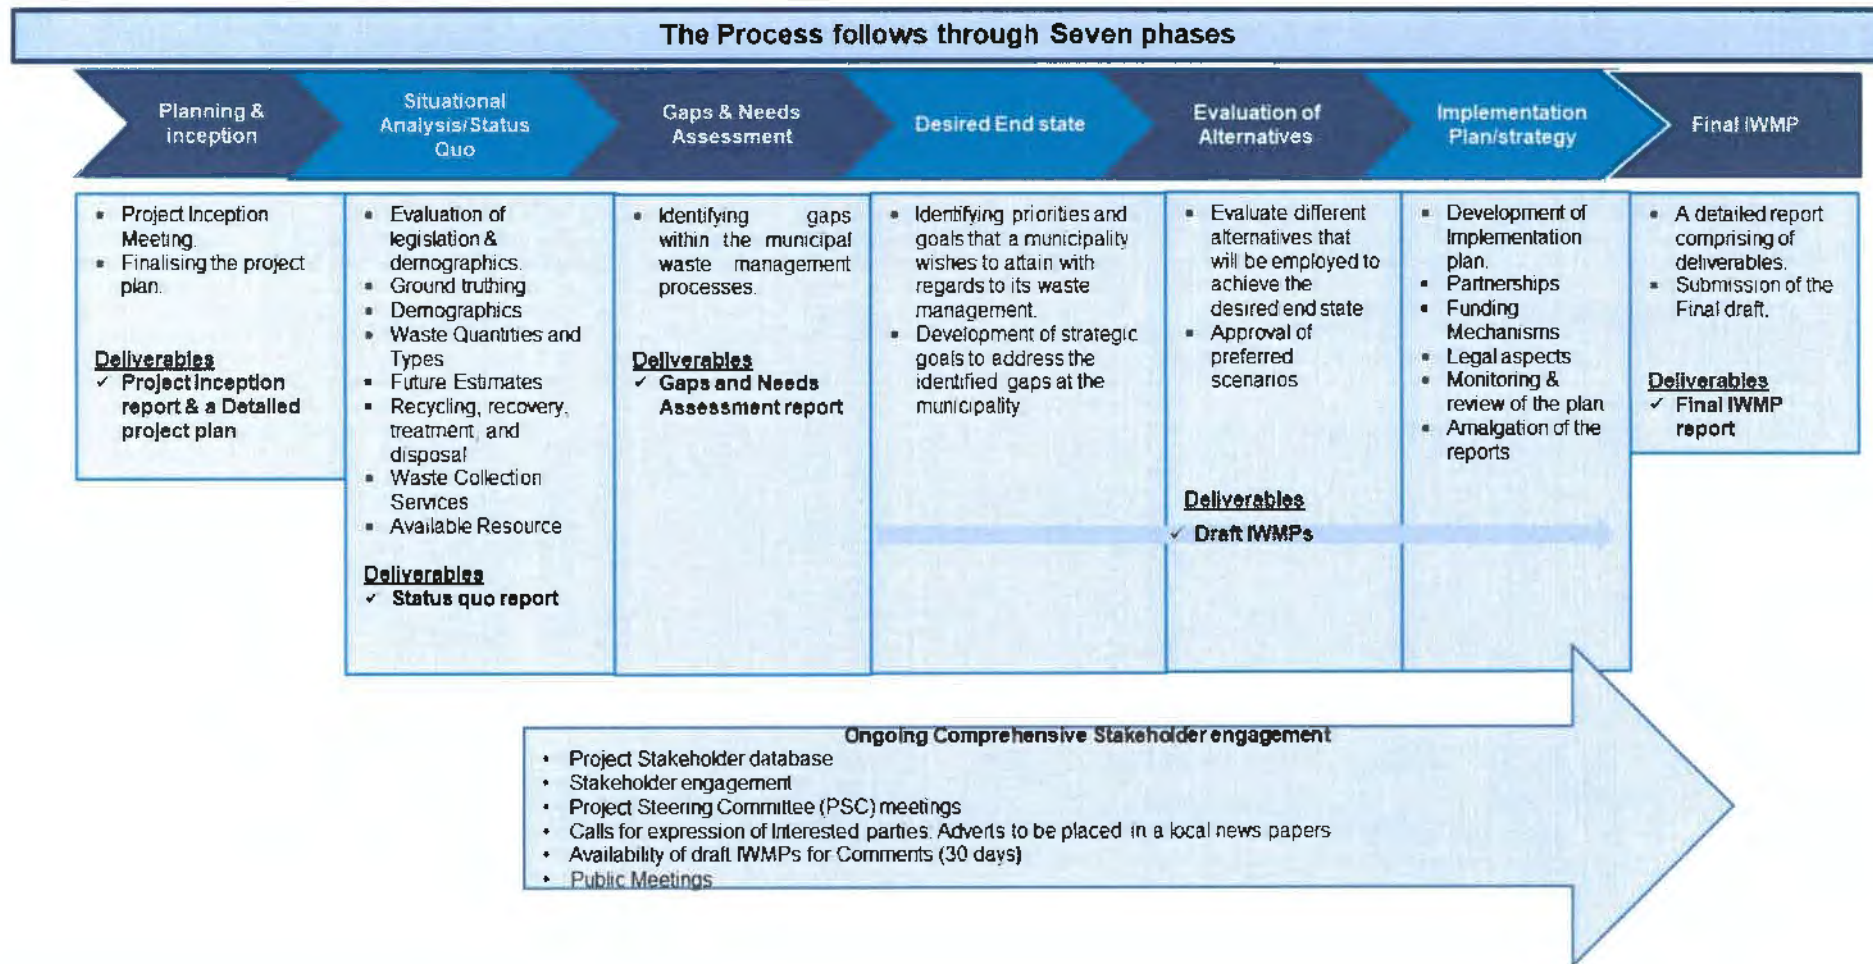 The Process follows through Seven phases
Planning &
inception
Situational
Analysis/Status
Quo
Gaps & Needs
Assessment
Desired End state
Evaluation of
Alternatives
Implementation
Plan/strategy
Final IWMP
▪ Project Inception
Meeting.
▪ Finalising the project
plan.
Deliverables
✓ Project Inception
report & a Detailed
project plan
▪ Evaluation of
legislation &
demographics.
▪ Ground truthing
▪ Demographics
▪ Waste Quantities and
Types
▪ Future Estimates
▪ Recycling, recovery,
treatment, and
disposal
▪ Waste Collection
Services
▪ Available Resource
Deliverables
✓ Status quo report
▪ Identifying gaps
within the municipal
waste management
processes.
Deliverables
✓ Gaps and Needs
Assessment report
▪ Identifying priorities and
goals that a municipality
wishes to attain with
regards to its waste
management.
▪ Development of strategic
goals to address the
identified gaps at the
municipality
▪ Evaluate different
alternatives that
will be employed to
achieve the
desired end state
▪ Approval of
preferred
scenarios
Deliverables
✓ Draft IWMPs
▪ Development of
Implementation
plan.
▪ Partnerships
▪ Funding
Mechanisms
▪ Legal aspects
▪ Monitoring &
review of the plan
▪ Amalgation of the
reports
▪ A detailed report
comprising of
deliverables.
▪ Submission of the
Final draft.
Deliverables
✓ Final IWMP
report
Ongoing Comprehensive Stakeholder engagement
• Project Stakeholder database
• Stakeholder engagement
• Project Steering Committee (PSC) meetings
• Calls for expression of Interested parties. Adverts to be placed in a local news papers
• Availability of draft IWMPs for Comments (30 days)
• Public Meetings